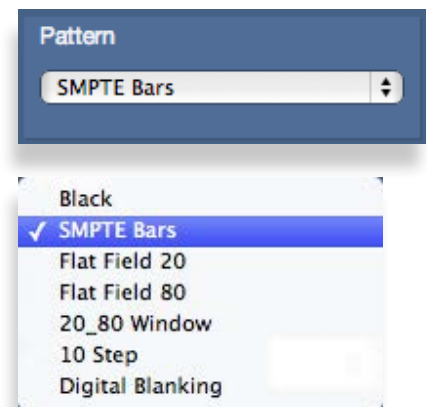 Pattern
SMPTE Bars
Black
✓ SMPTE Bars
Flat Field 20
Flat Field 80
20_80 Window
10 Step
Digital Blanking